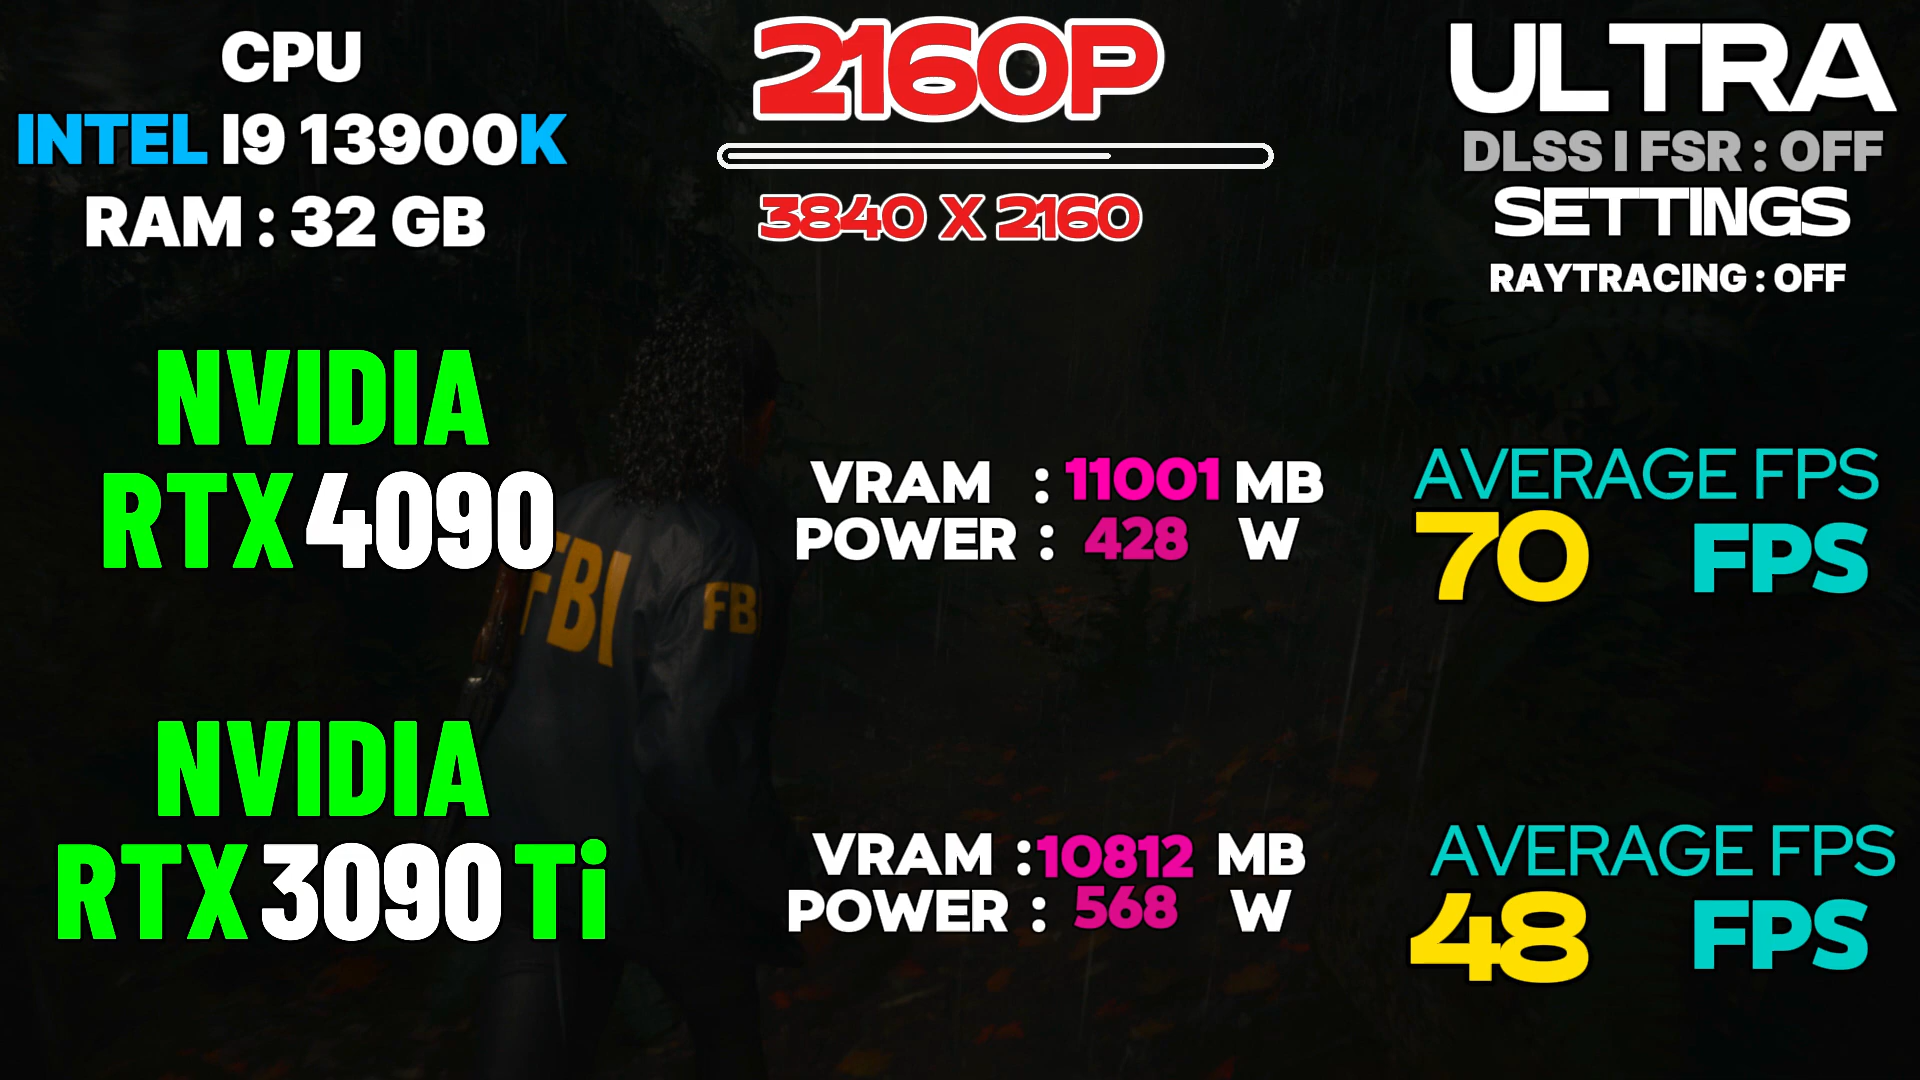 CPU
INTEL I9 13900K
RAM : 32 GB
2160P
3840 X 2160
ULTRA
DLSS I FSR : OFF
SETTINGS
RAYTRACING : OFF
NVIDIA
RTX 4090
VRAM : 11001 MB
POWER : 428 W
AVERAGE FPS
70 FPS
FBI
FB
NVIDIA
RTX 3090 Ti
VRAM : 10812 MB
POWER : 568 W
AVERAGE FPS
48 FPS